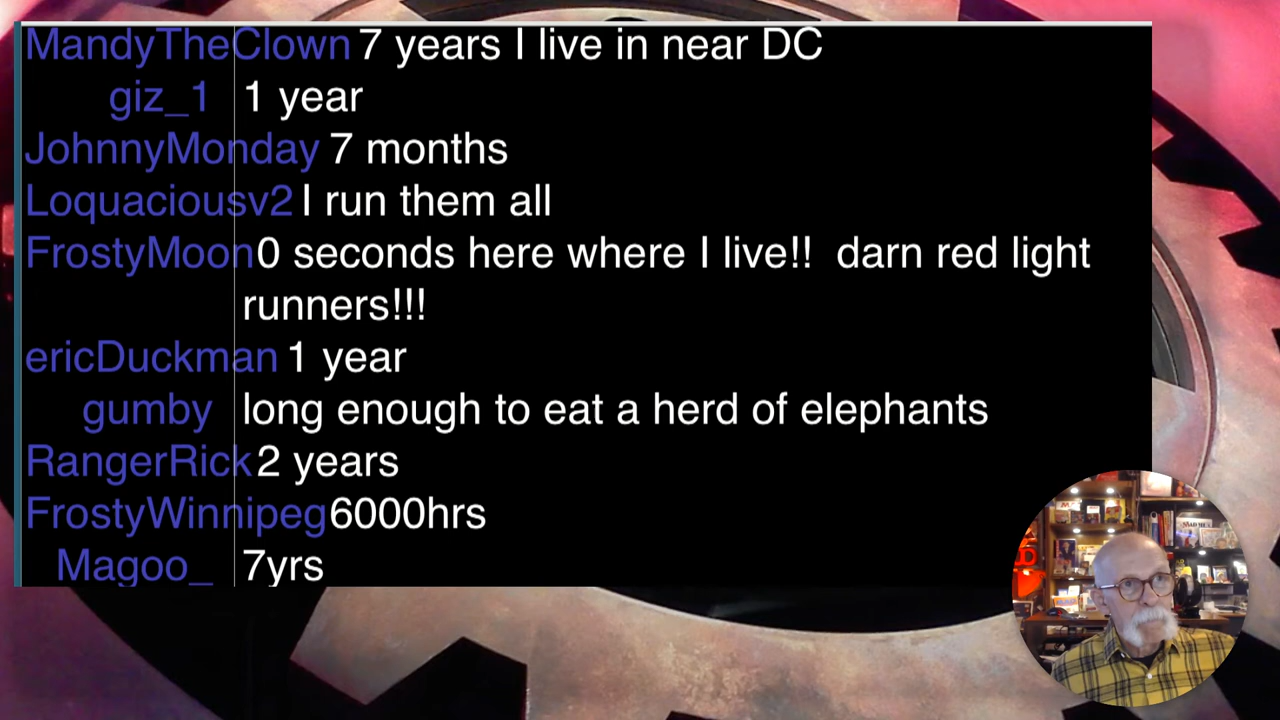 MandyTheClown 7 years I live in near DC
giz_1 1 year
JohnnyMonday 7 months
Loquaciousv2 I run them all
FrostyMoon 0 seconds here where I live!!  darn red light
runners!!!
ericDuckman 1 year
gumby long enough to eat a herd of elephants
RangerRick 2 years
FrostyWinnipeg 6000hrs
Magoo_ 7yrs